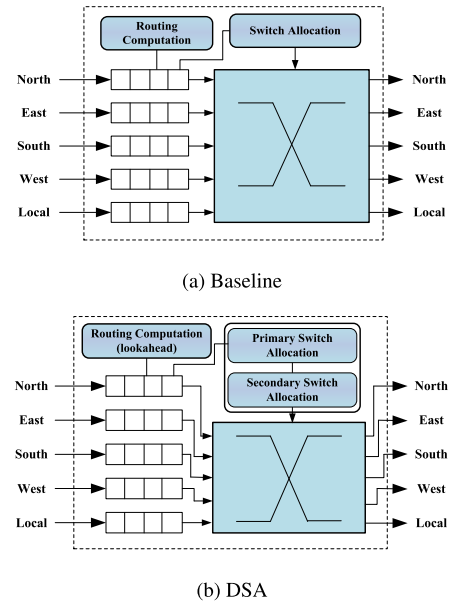 Routing Computation
Switch Allocation
North
North
East
East
South
South
West
West
Local
Local
(a) Baseline
Routing Computation (lookahead)
Primary Switch Allocation
Secondary Switch Allocation
North
North
East
East
South
South
West
West
Local
Local
(b) DSA